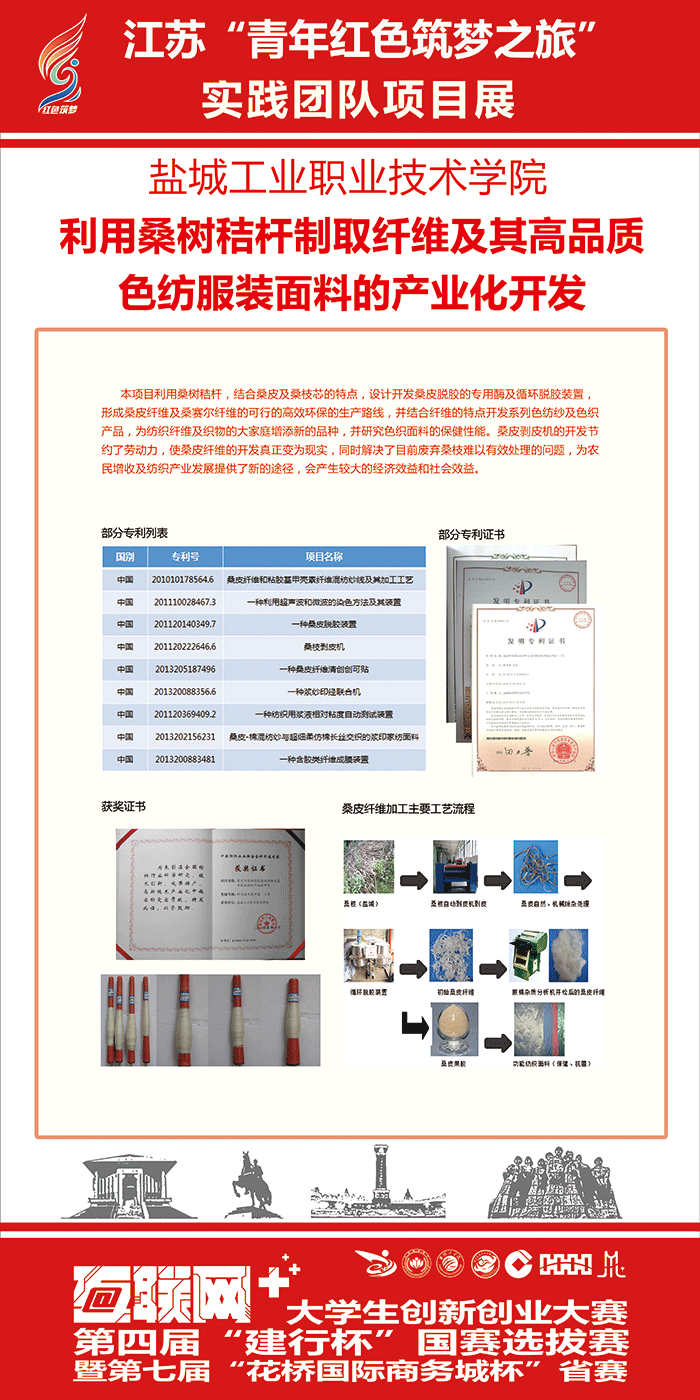 江苏“青年红色筑梦之旅”
红色筑梦
实践团队项目展
盐城工业职业技术学院
利用桑树秸秆制取纤维及其高品质
色纺服装面料的产业化开发
本项目利用桑树秸秆，结合桑皮及桑枝芯的特点，设计开发桑皮脱胶的专用酶及循环脱胶装置，
形成桑皮纤维及桑赛尔纤维的可行的高效环保的生产路线，并结合纤维的特点开发系列色纺纱及色织
产品，为纺织纤维及织物的大家庭增添新的品种，并研究色织面料的保健性能。桑皮剥皮机的开发节
约了劳动力，使桑皮纤维的开发真正变为现实，同时解决了目前废弃桑枝难以有效处理的问题，为农
民增收及纺织产业发展提供了新的途径，会产生较大的经济效益和社会效益。
部分专利列表
国别 专利号 项目名称
中国 201010178564.6 桑皮纤维和粘胶基甲壳素纤维混纺纱线及其加工工艺
中国 201110028467.3 一种利用超声波和微波的染色方法及其装置
中国 201120140349.7 一种桑皮脱胶装置
中国 201120222646.6 桑枝剥皮机
中国 2013205187496 一种桑皮纤维清创创可贴
中国 201320088356.6 一种浆纱印经联合机
中国 201120369409.2 一种纺织用浆液相对粘度自动测试装置
中国 2013202156231 桑皮、棉混纺纱与超细柔仿棉长丝交织的浆印家纺面料
中国 2013200883481 一种含胶类纤维成膜装置
部分专利证书
发明专利证书
发明专利证书
获奖证书
获奖证书
桑皮纤维加工主要工艺流程
桑枝（盐城）
桑枝自动剥皮机剥皮
桑皮自然、机械除杂处理
循环脱胶装置
初始桑皮纤维
原棉杂质分析机开松后的桑皮纤维
桑皮果胶
功能纺织面料（保健、抗菌）
互联网++
大学生创新创业大赛
第四届“建行杯”国赛选拔赛
暨第七届“花桥国际商务城杯”省赛